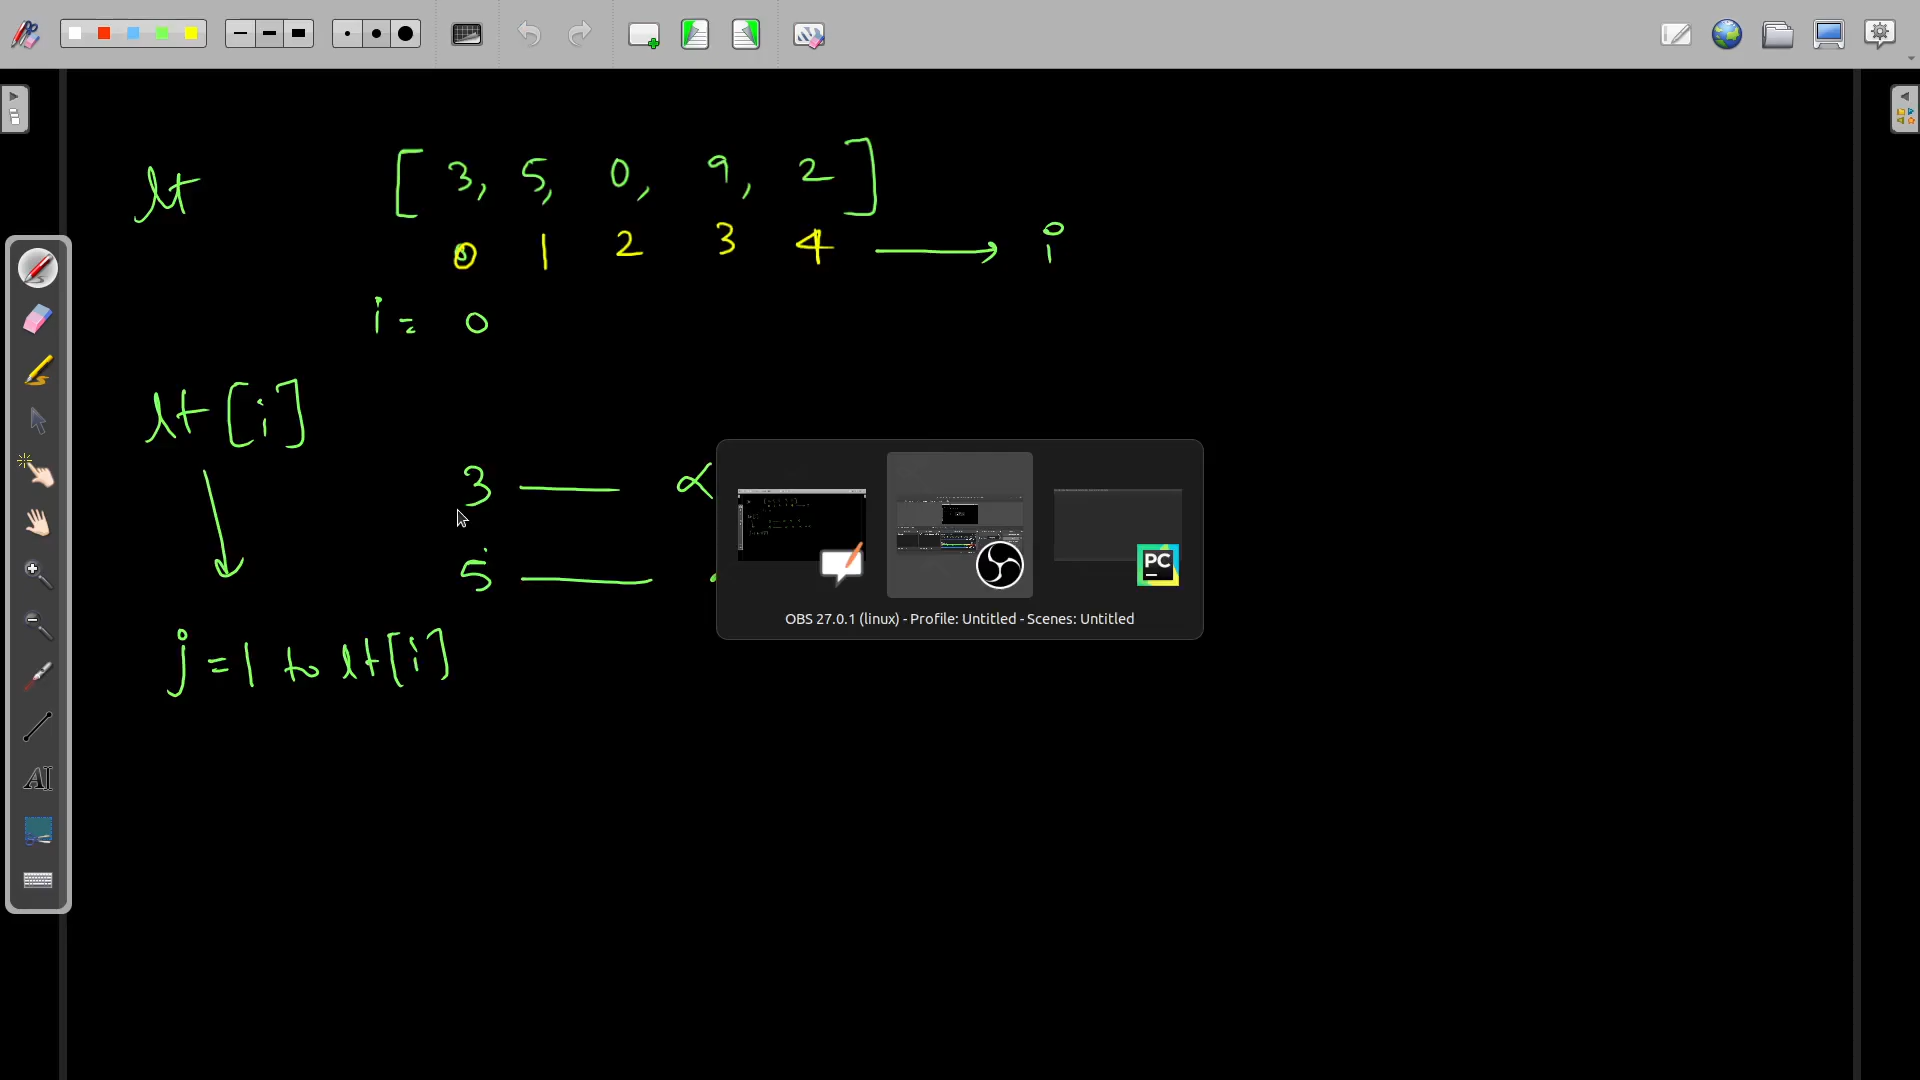 lt [ 3, 5, 0, 9, 2 ]
0 1 2 3 4 → i
i = 0
lt [i]
3 —— α
5 ——
j = 1 to lt[i]
PC
OBS 27.0.1 (linux) - Profile: Untitled - Scenes: Untitled
AI